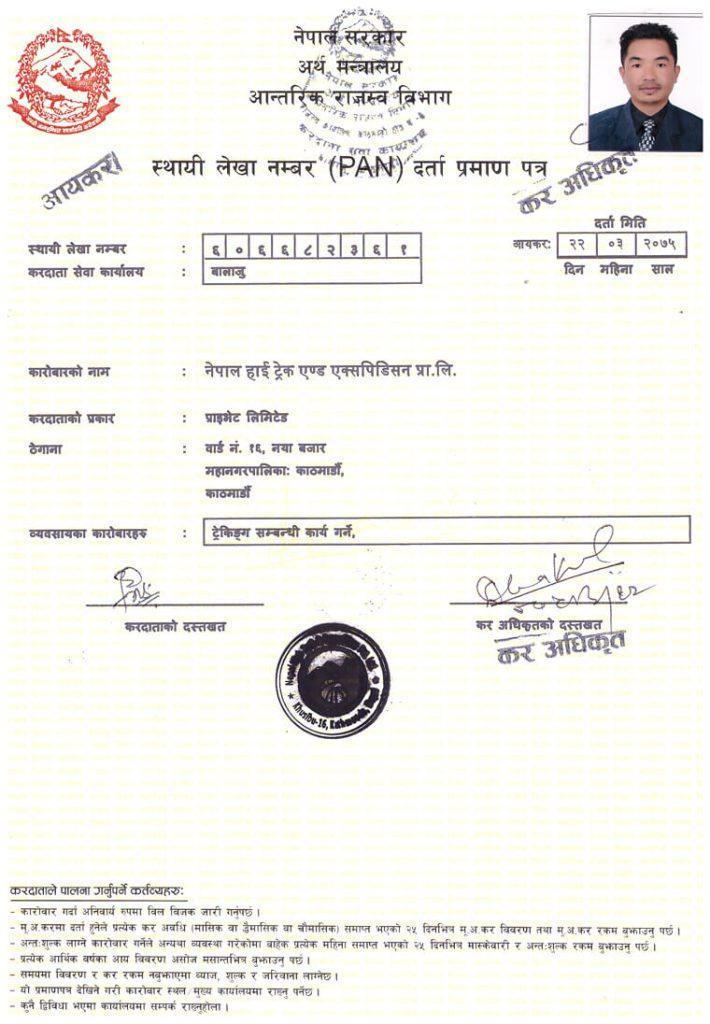 नेपाल सरकार
अर्थ मन्त्रालय
आन्तरिक राजस्व विभाग
स्थायी लेखा नम्बर (PAN) दर्ता प्रमाण पत्र
आयकर
कर अधिकृत
दर्ता मिति
स्थायी लेखा नम्बर : ६ ० ६ ६ ८ २ ३ ६ १
आयकर: २२ ०३ २०७५
करदाता सेवा कार्यालय : बालाजु
दिन महिना साल
कारोबारको नाम : नेपाल हाई ट्रेक एण्ड एक्सपिडिसन प्रा.लि.
करदाताको प्रकार : प्राइभेट लिमिटेड
ठेगाना : वार्ड नं. १६, नया बजार
महानगरपालिका: काठमाडौं,
काठमाडौं
व्यवसायका कारोबारहरु : ट्रेकिङ्ग सम्बन्धी कार्य गर्ने,
करदाताको दस्तखत
कर अधिकृतको दस्तखत
कर अधिकृत
Khusibu-16, Kathmandu, Nepal
करदाताले पालना गर्नुपर्ने कर्तव्यहरु:
- कारोबार गर्दा अनिवार्य रुपमा बिल बिजक जारी गर्नुपर्छ ।
- मू.अ.करमा दर्ता हुनेले प्रत्येक कर अवधि (मासिक वा द्वैमासिक वा चौमासिक) समाप्त भएको २५ दिनभित्र मू.अ.कर विवरण तथा मू.अ.कर रकम बुझाउनु पर्छ ।
- अन्त:शुल्क लाग्ने कारोबार गर्नेले अन्यथा व्यवस्था गरेकोमा बाहेक प्रत्येक महिना समाप्त भएको २५ दिनभित्र मास्केवारी र अन्त:शुल्क रकम बुझाउनु पर्छ ।
- प्रत्येक आर्थिक वर्षका आय विवरण असोज मसान्तभित्र बुझाउनु पर्छ ।
- समयमा विवरण र कर रकम नबुझाएमा ब्याज, शुल्क र जरिवाना लाग्नेछ ।
- यो प्रमाणपत्र देखिने गरी कारोबार स्थल/मुख्य कार्यालयमा राख्नु पर्नेछ ।
- कुनै द्विविधा भएमा कार्यालयमा सम्पर्क राख्नुहोला ।